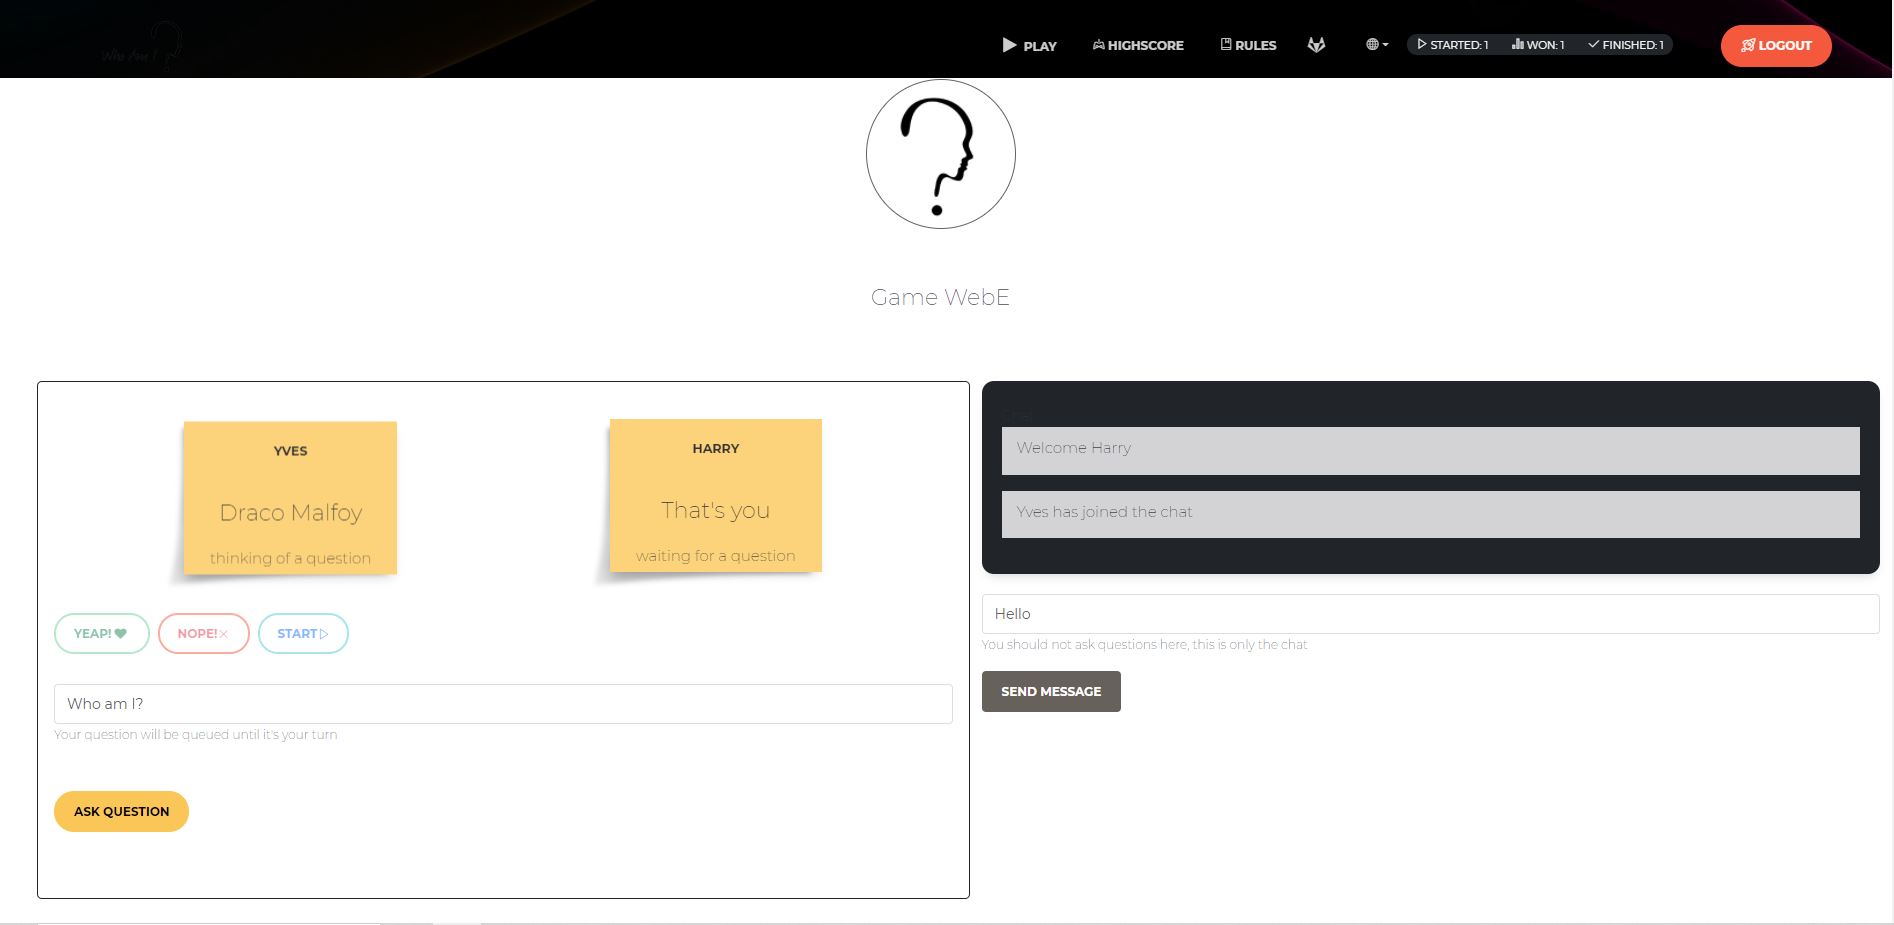 Who Am I
PLAY
HIGHSCORE
RULES
STARTED: 1
WON: 1
FINISHED: 1
LOGOUT
Game WebE
YVES
Draco Malfoy
thinking of a question
HARRY
That's you
waiting for a question
YEAP!
NOPE!
START
Who am I?
Your question will be queued until it's your turn
ASK QUESTION
Chat
Welcome Harry
Yves has joined the chat
Hello
You should not ask questions here, this is only the chat
SEND MESSAGE